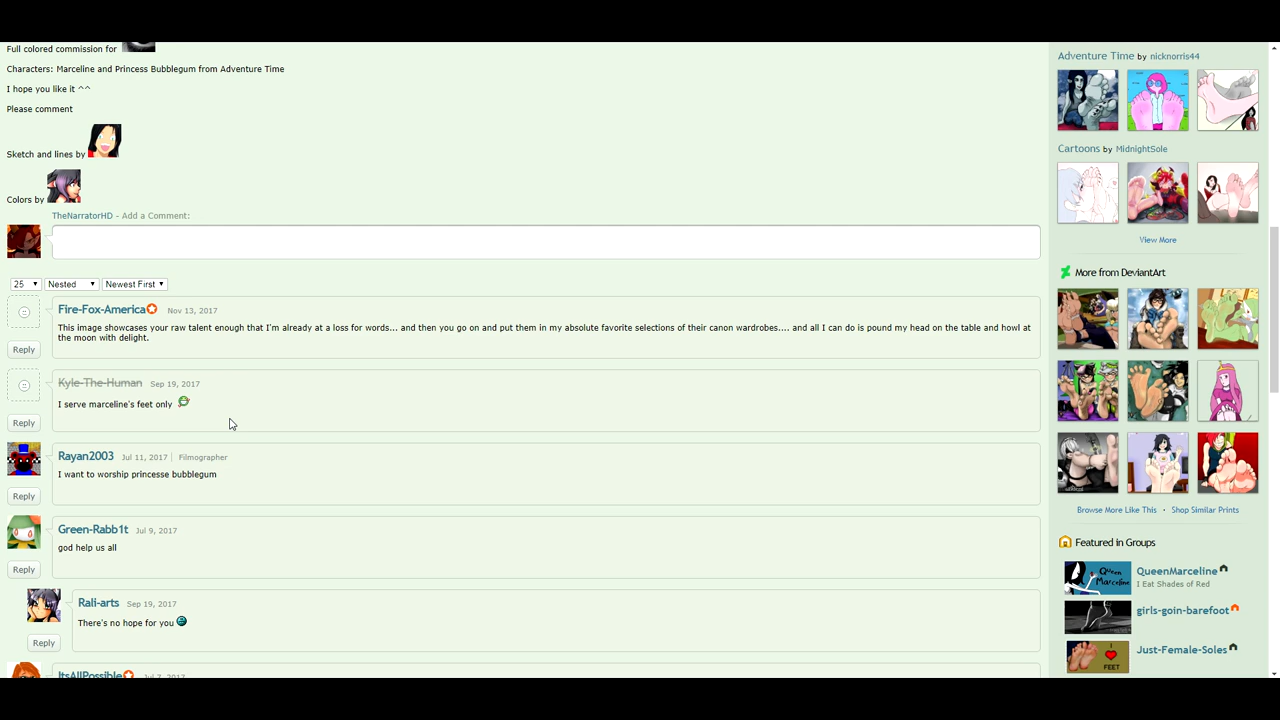 Full colored commission for
Characters: Marceline and Princess Bubblegum from Adventure Time
I hope you like it ^^
Please comment
Sketch and lines by
Colors by
TheNarratorHD - Add a Comment:
25 Nested Newest First
Fire-Fox-America Nov 13, 2017
This image showcases your raw talent enough that I'm already at a loss for words... and then you go on and put them in my absolute favorite selections of their canon wardrobes.... and all I can do is pound my head on the table and howl at
the moon with delight.
Reply
Kyle-The-Human Sep 19, 2017
I serve marceline's feet only
Reply
Rayan2003 Jul 11, 2017 Filmographer
I want to worship princesse bubblegum
Reply
Green-Rabb1t Jul 9, 2017
god help us all
Reply
Rali-arts Sep 19, 2017
There's no hope for you
Reply
ItsAllPossible Jul 7, 2017
Adventure Time by nicknorris44
Cartoons by MidnightSole
View More
More from DeviantArt
Browse More Like This · Shop Similar Prints
Featured in Groups
Queen
Marceline
QueenMarceline
I Eat Shades of Red
girls-goin-barefoot
I
FEET
Just-Female-Soles